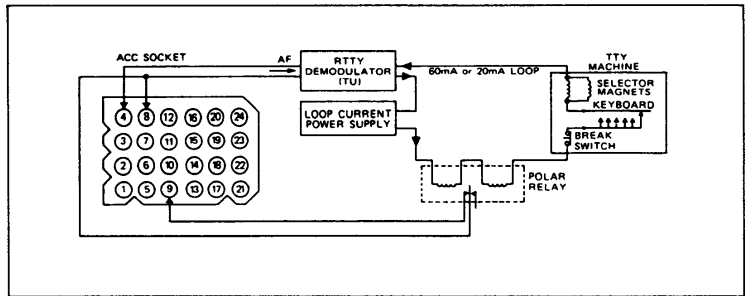 ACC SOCKET
AF
RTTY
DEMODULATOR
(TU)
60mA or 20mA LOOP
TTY
MACHINE
SELECTOR
MAGNETS
KEYBOARD
BREAK
SWITCH
LOOP CURRENT
POWER SUPPLY
POLAR
RELAY
4 8 12 16 20 24
3 7 11 15 19 23
2 6 10 14 18 22
1 5 9 13 17 21